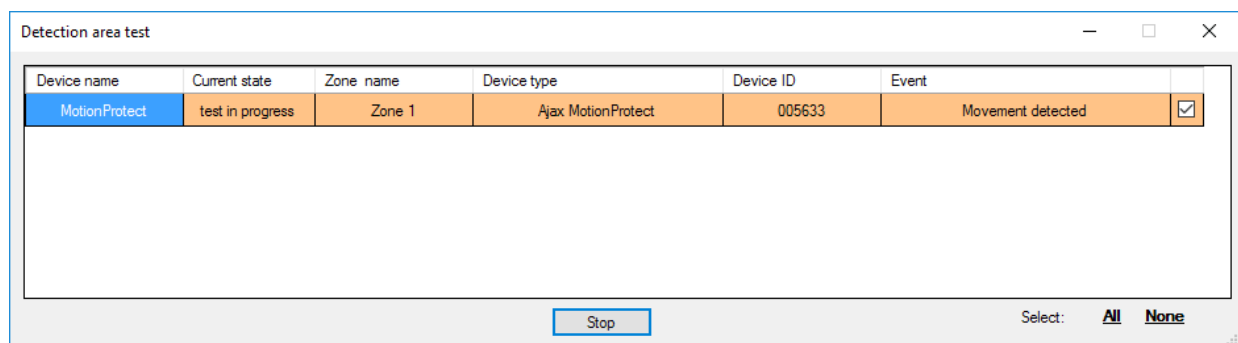 Detection area test
Device name Current state Zone name Device type Device ID Event
MotionProtect test in progress Zone 1 Ajax MotionProtect 005633 Movement detected
Stop Select: All None